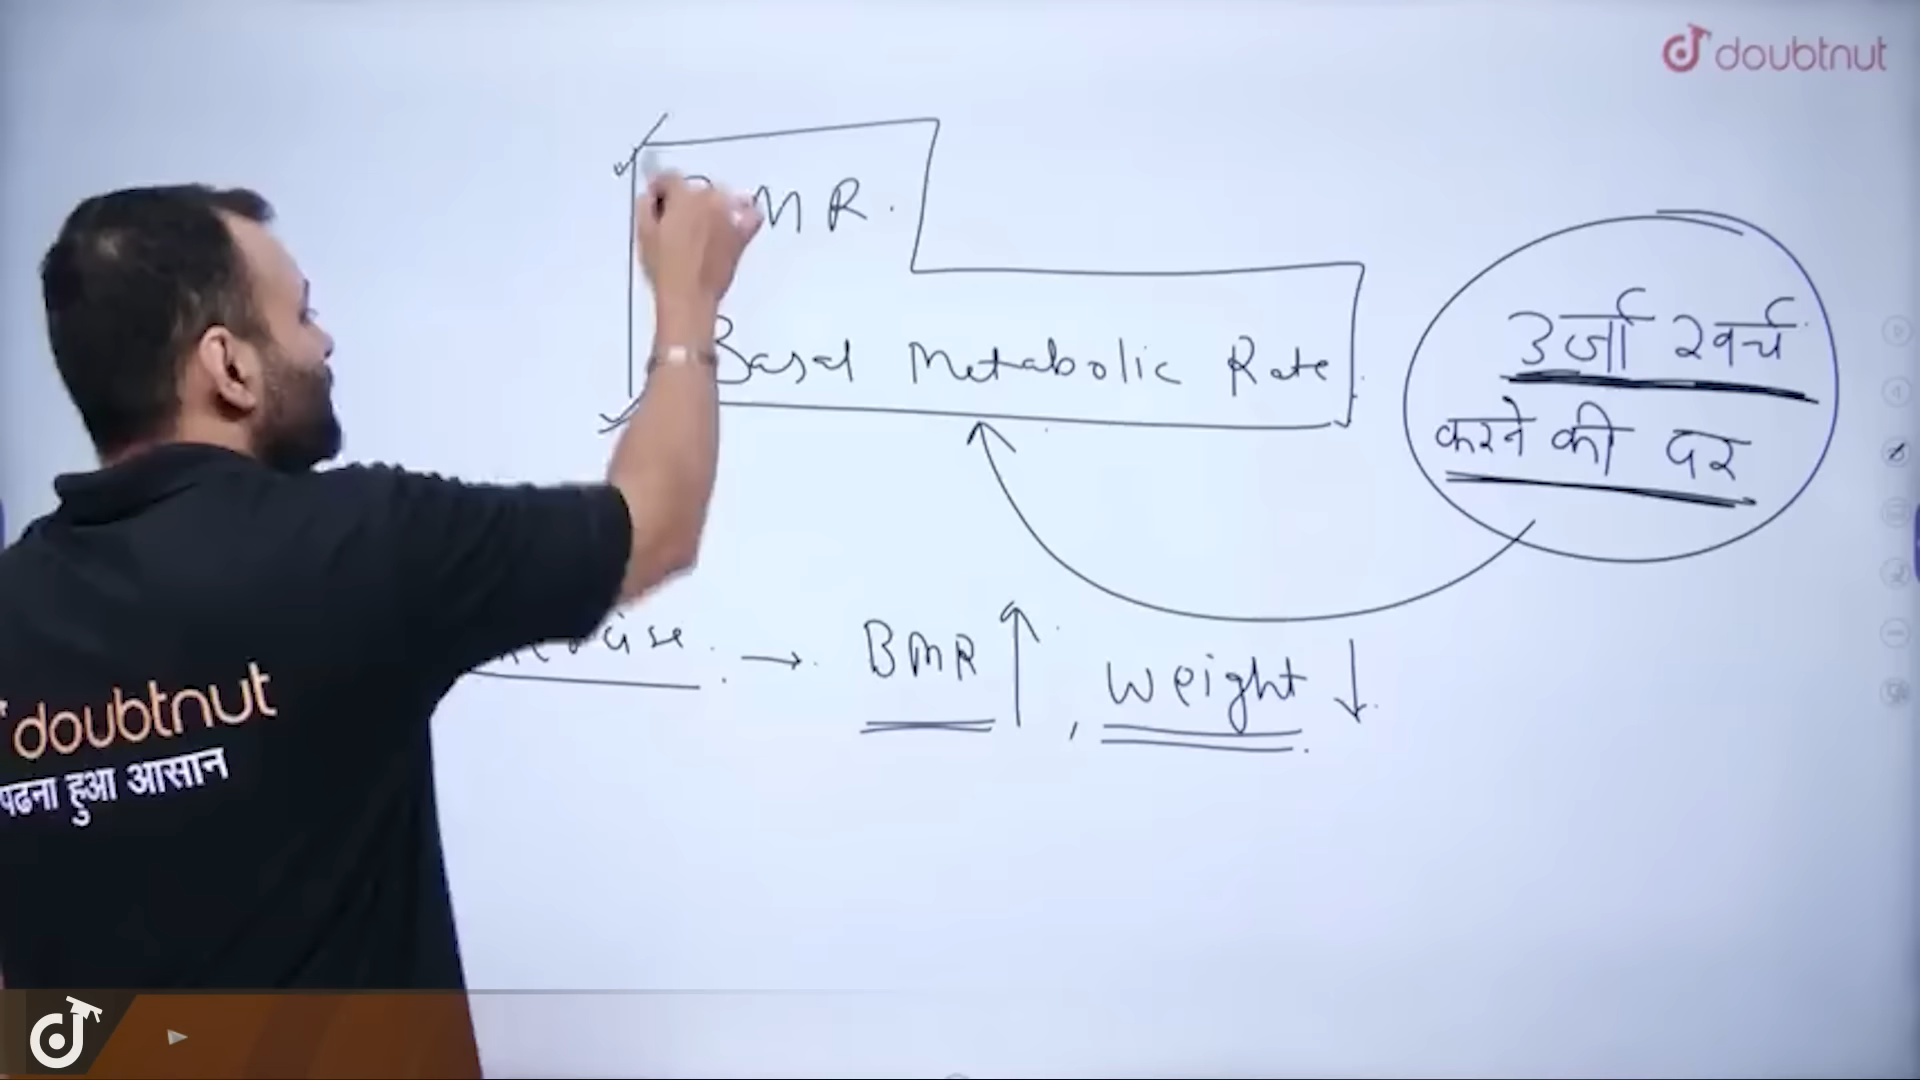 doubtnut
MR.
Basal Metabolic Rate
उर्जा खर्च
करने की दर
→ BMR ↑, Weight ↓
doubtnut
पढना हुआ आसान